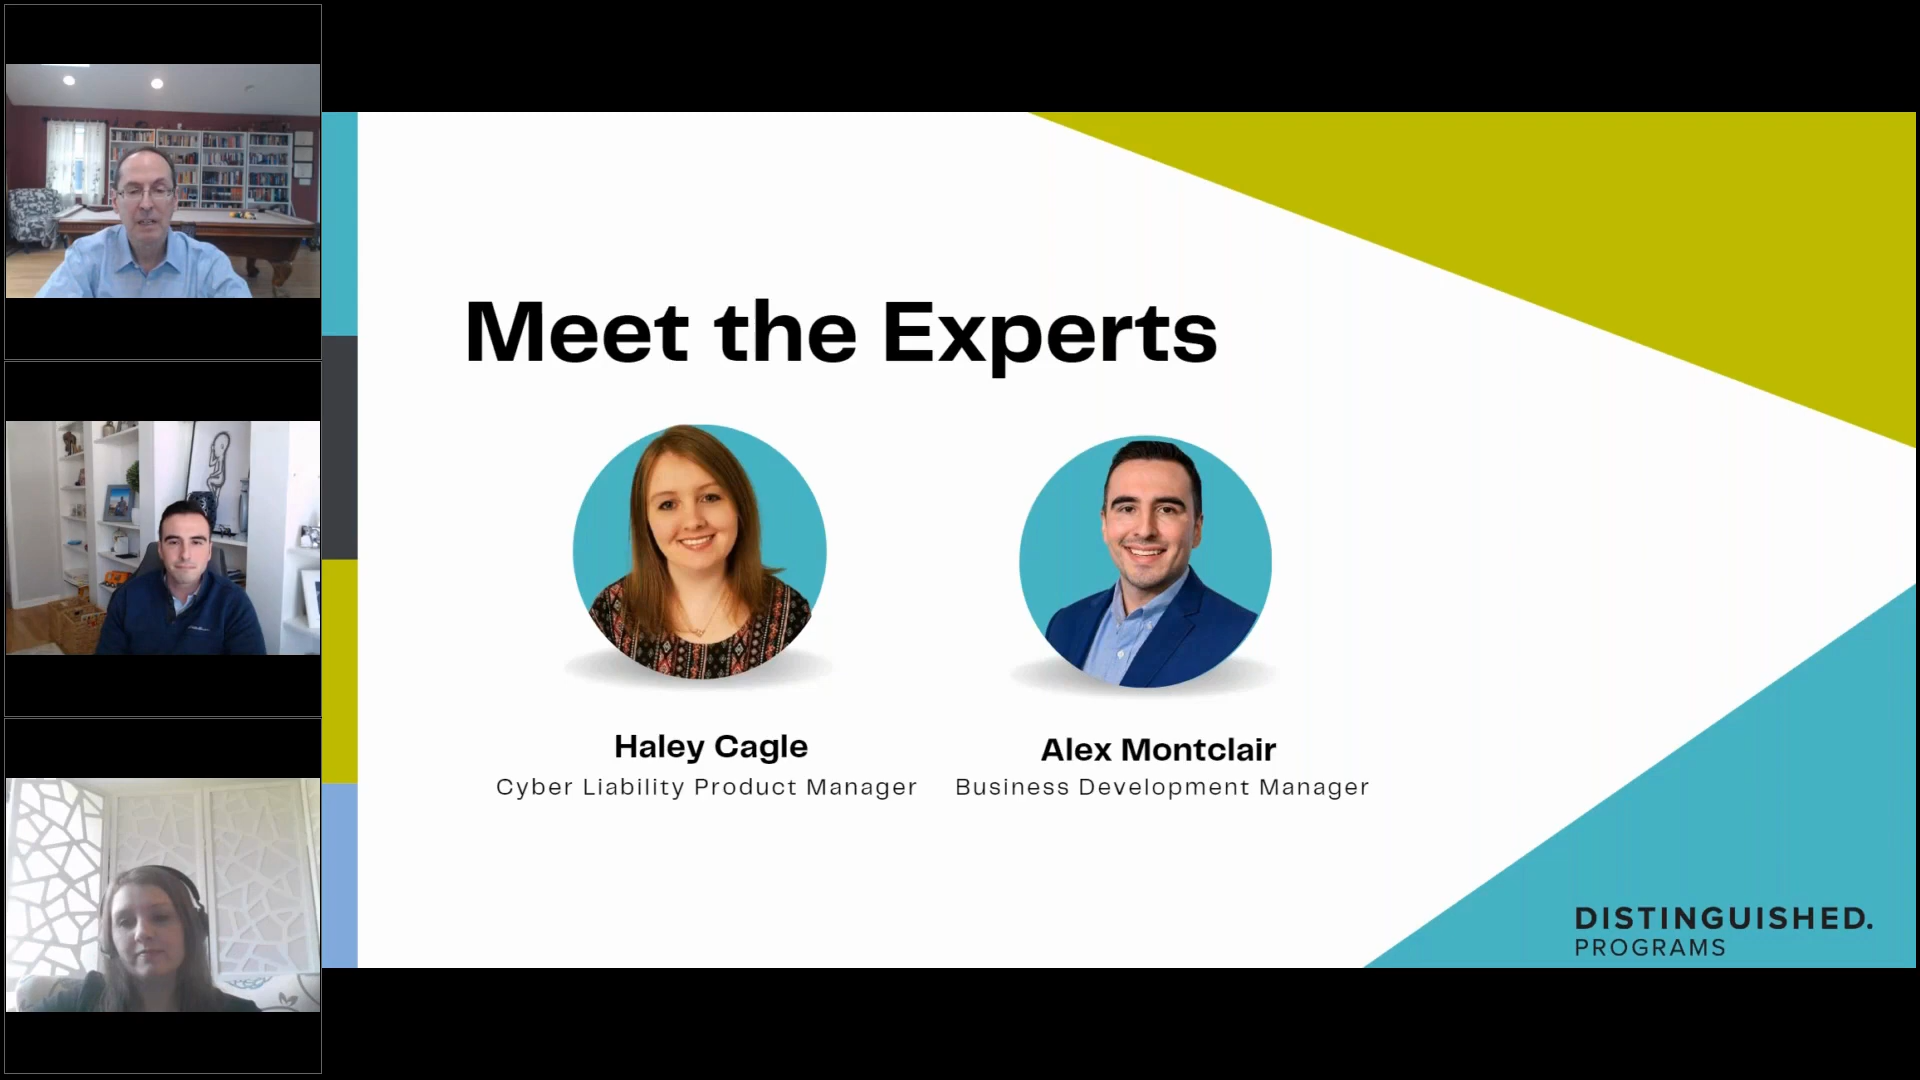 Meet the Experts
Haley Cagle
Cyber Liability Product Manager
Alex Montclair
Business Development Manager
DISTINGUISHED.
PROGRAMS